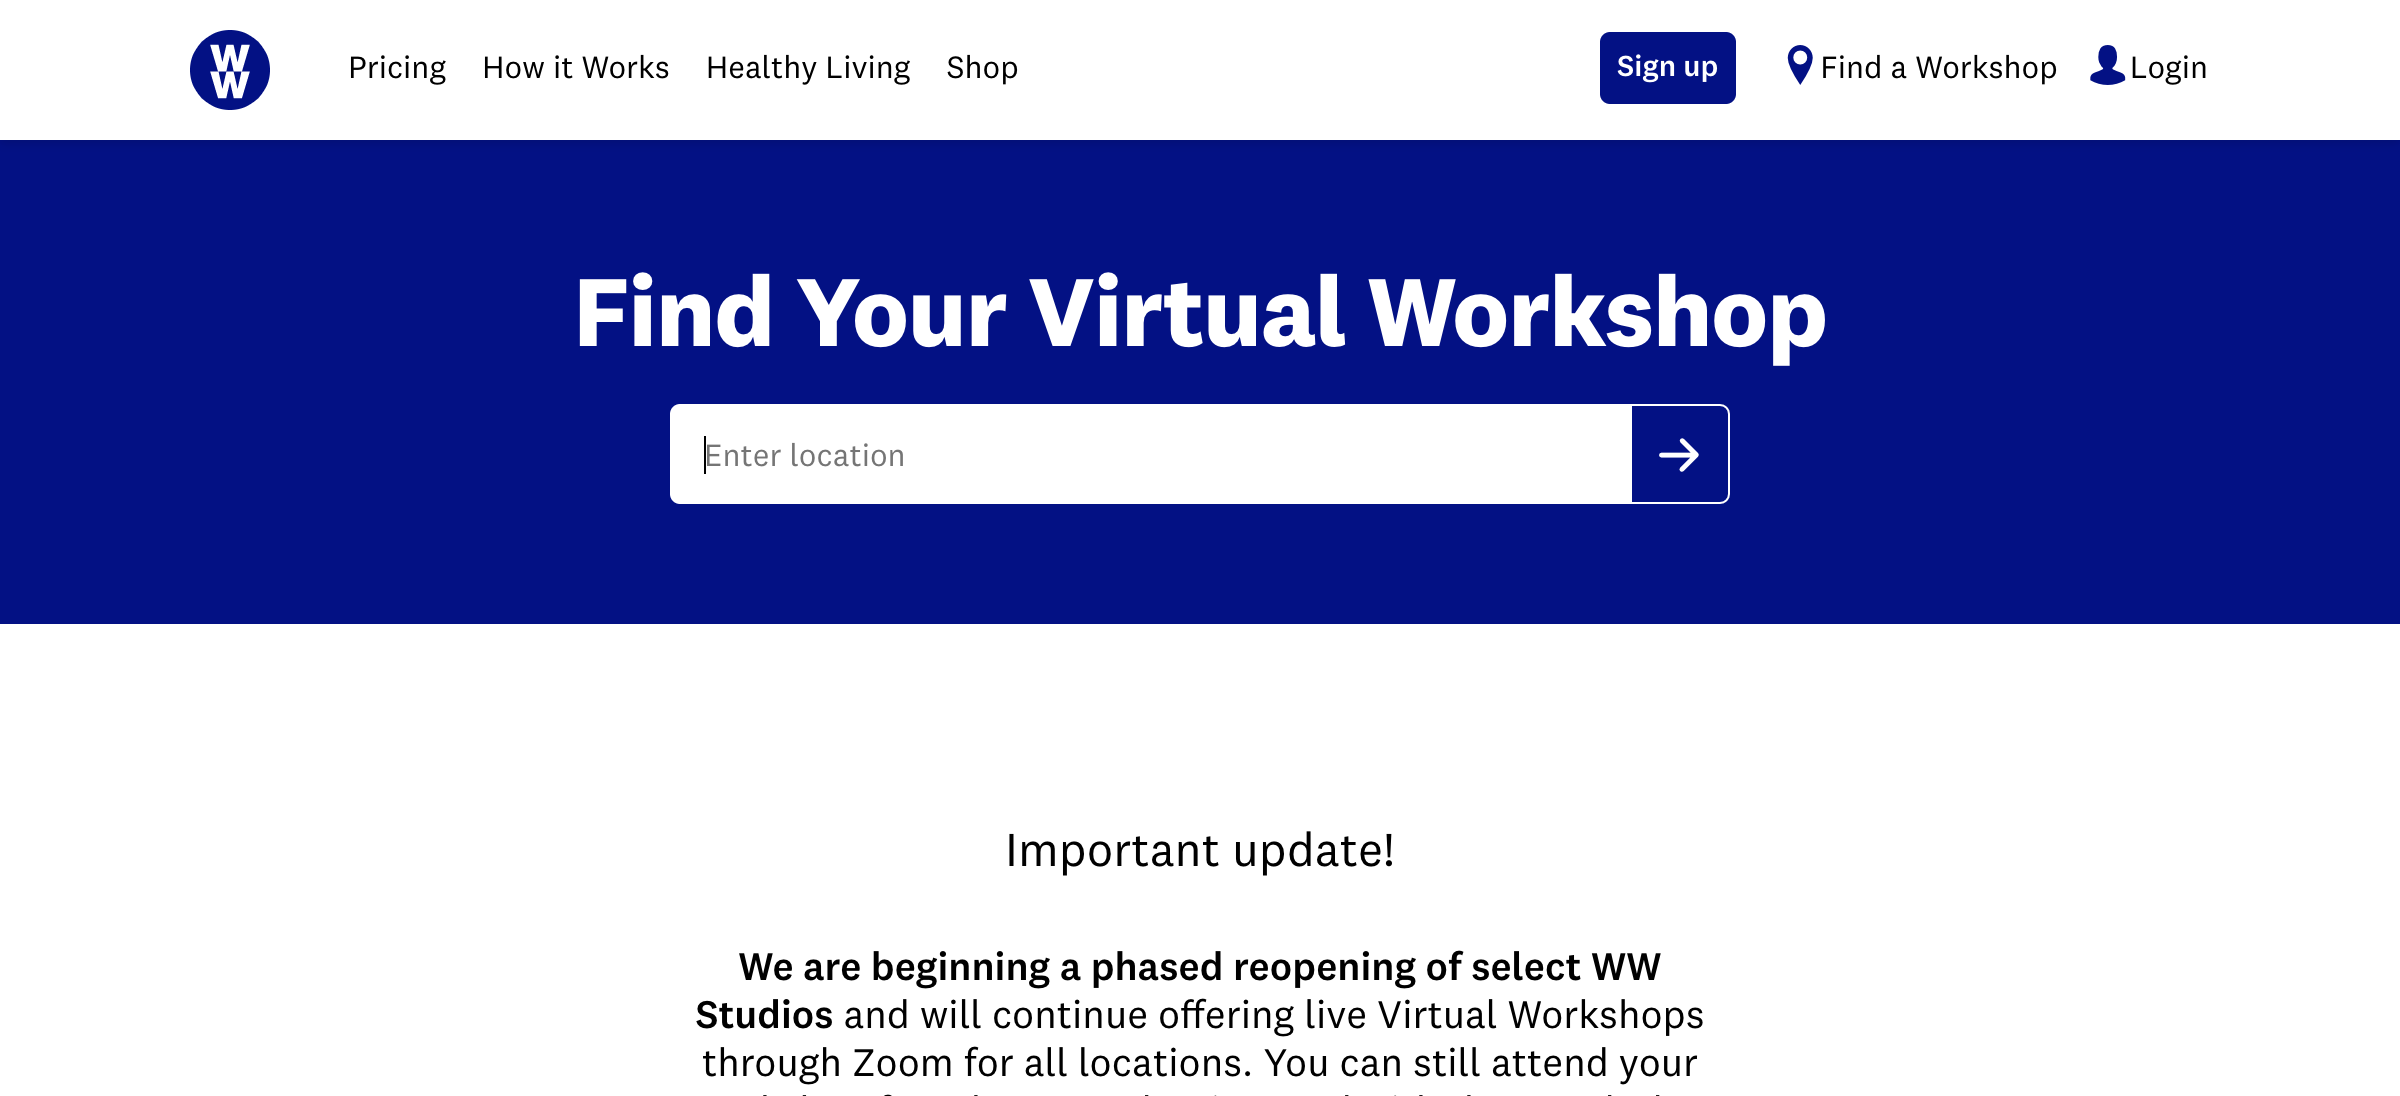 W
W
Pricing How it Works Healthy Living Shop Sign up Find a Workshop Login
Find Your Virtual Workshop
Enter location
Important update!
We are beginning a phased reopening of select WW
Studios and will continue offering live Virtual Workshops
through Zoom for all locations. You can still attend your